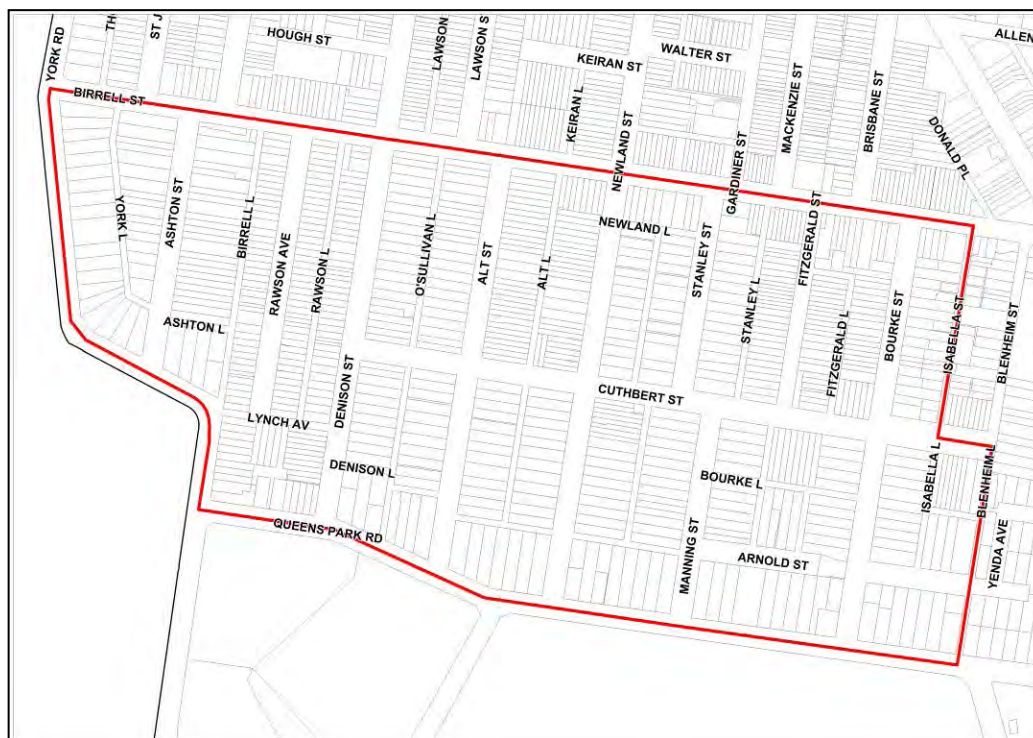 YORK RD
TH
ST J
HOUGH ST
LAWSON
LAWSON S
KEIRAN ST
WALTER ST
ALLEN
BIRRELL ST
KEIRAN L
NEWLAND ST
GARDINER ST
MACKENZIE ST
BRISBANE ST
DONALD PL
YORK L
ASHTON ST
BIRRELL L
RAWSON AVE
RAWSON L
O'SULLIVAN L
ALT ST
ALT L
NEWLAND L
STANLEY ST
STANLEY L
FITZGERALD ST
FITZGERALD L
BOURKE ST
ISABELLA ST
BLENHEIM ST
ASHTON L
DENISON ST
CUTHBERT ST
LYNCH AV
DENISON L
BOURKE L
ISABELLA L
BLENHEIM L
QUEENS PARK RD
MANNING ST
ARNOLD ST
YENDA AVE